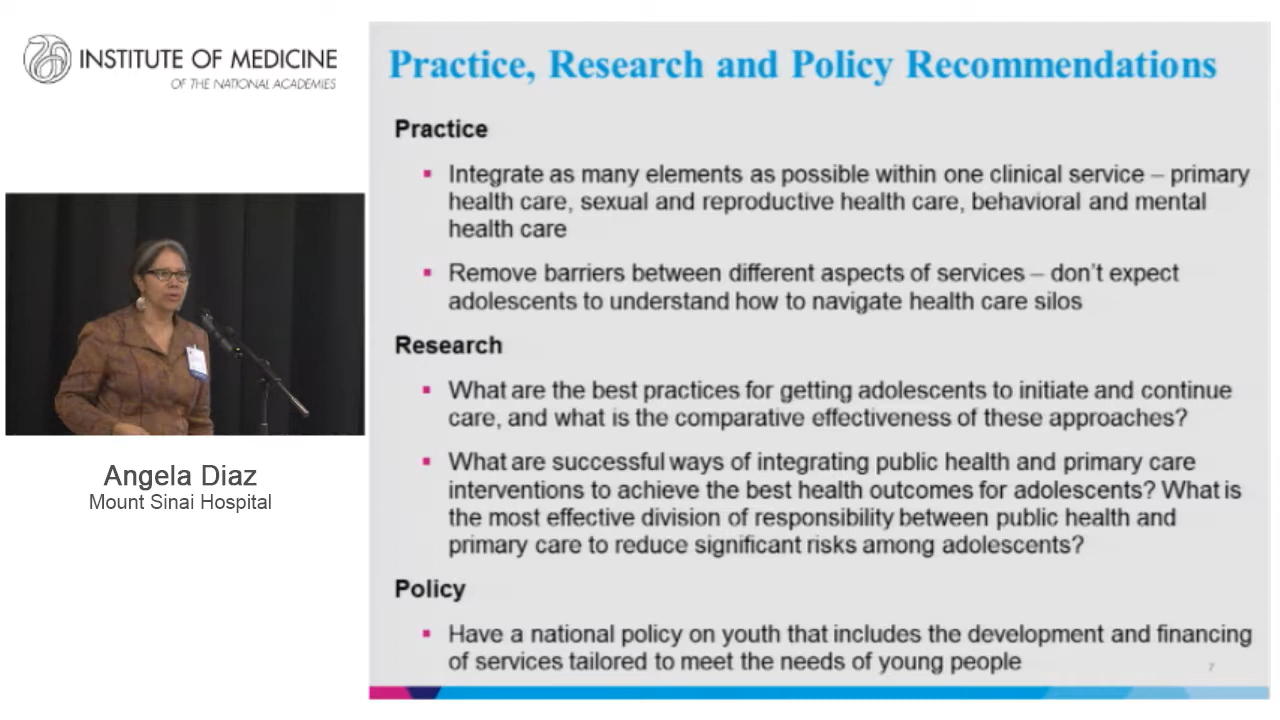 INSTITUTE OF MEDICINE
OF THE NATIONAL ACADEMIES
Angela Diaz
Mount Sinai Hospital
Practice, Research and Policy Recommendations
Practice
▪ Integrate as many elements as possible within one clinical service – primary
health care, sexual and reproductive health care, behavioral and mental
health care
▪ Remove barriers between different aspects of services – don't expect
adolescents to understand how to navigate health care silos
Research
▪ What are the best practices for getting adolescents to initiate and continue
care, and what is the comparative effectiveness of these approaches?
▪ What are successful ways of integrating public health and primary care
interventions to achieve the best health outcomes for adolescents? What is
the most effective division of responsibility between public health and
primary care to reduce significant risks among adolescents?
Policy
▪ Have a national policy on youth that includes the development and financing
of services tailored to meet the needs of young people
7